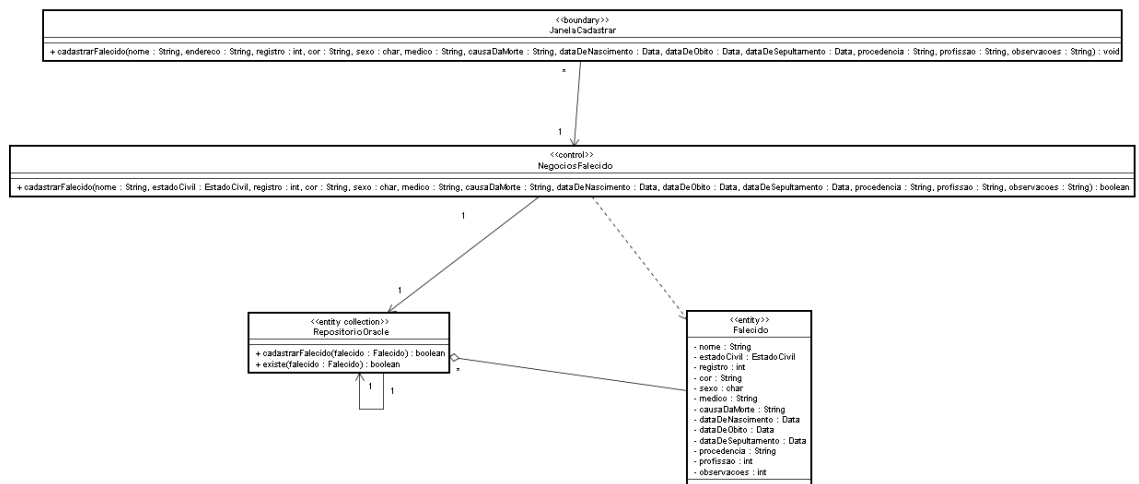 <<boundary>>
JanelaCadastrar
+ cadastrarFalecido(nome : String, endereco : String, registro : int, cor : String, sexo : char, medico : String, causaDaMorte : String, dataDeNascimento : Data, dataDeObito : Data, dataDeSepultamento : Data, procedencia : String, profissao : String, observacoes : String) : void
*
1
<<control>>
NegociosFalecido
+ cadastrarFalecido(nome : String, estadoCivil : EstadoCivil, registro : int, cor : String, sexo : char, medico : String, causaDaMorte : String, dataDeNascimento : Data, dataDeObito : Data, dataDeSepultamento : Data, procedencia : String, profissao : String, observacoes : String) : boolean
1
1
<<entity collection>>
RepositorioOracle
+ cadastrarFalecido(falecido : Falecido) : boolean
+ existe(falecido : Falecido) : boolean
*
1
1
<<entity>>
Falecido
- nome : String
- estadoCivil : EstadoCivil
- registro : int
- cor : String
- sexo : char
- medico : String
- causaDaMorte : String
- dataDeNascimento : Data
- dataDeObito : Data
- dataDeSepultamento : Data
- procedencia : String
- profissao : int
- observacoes : int